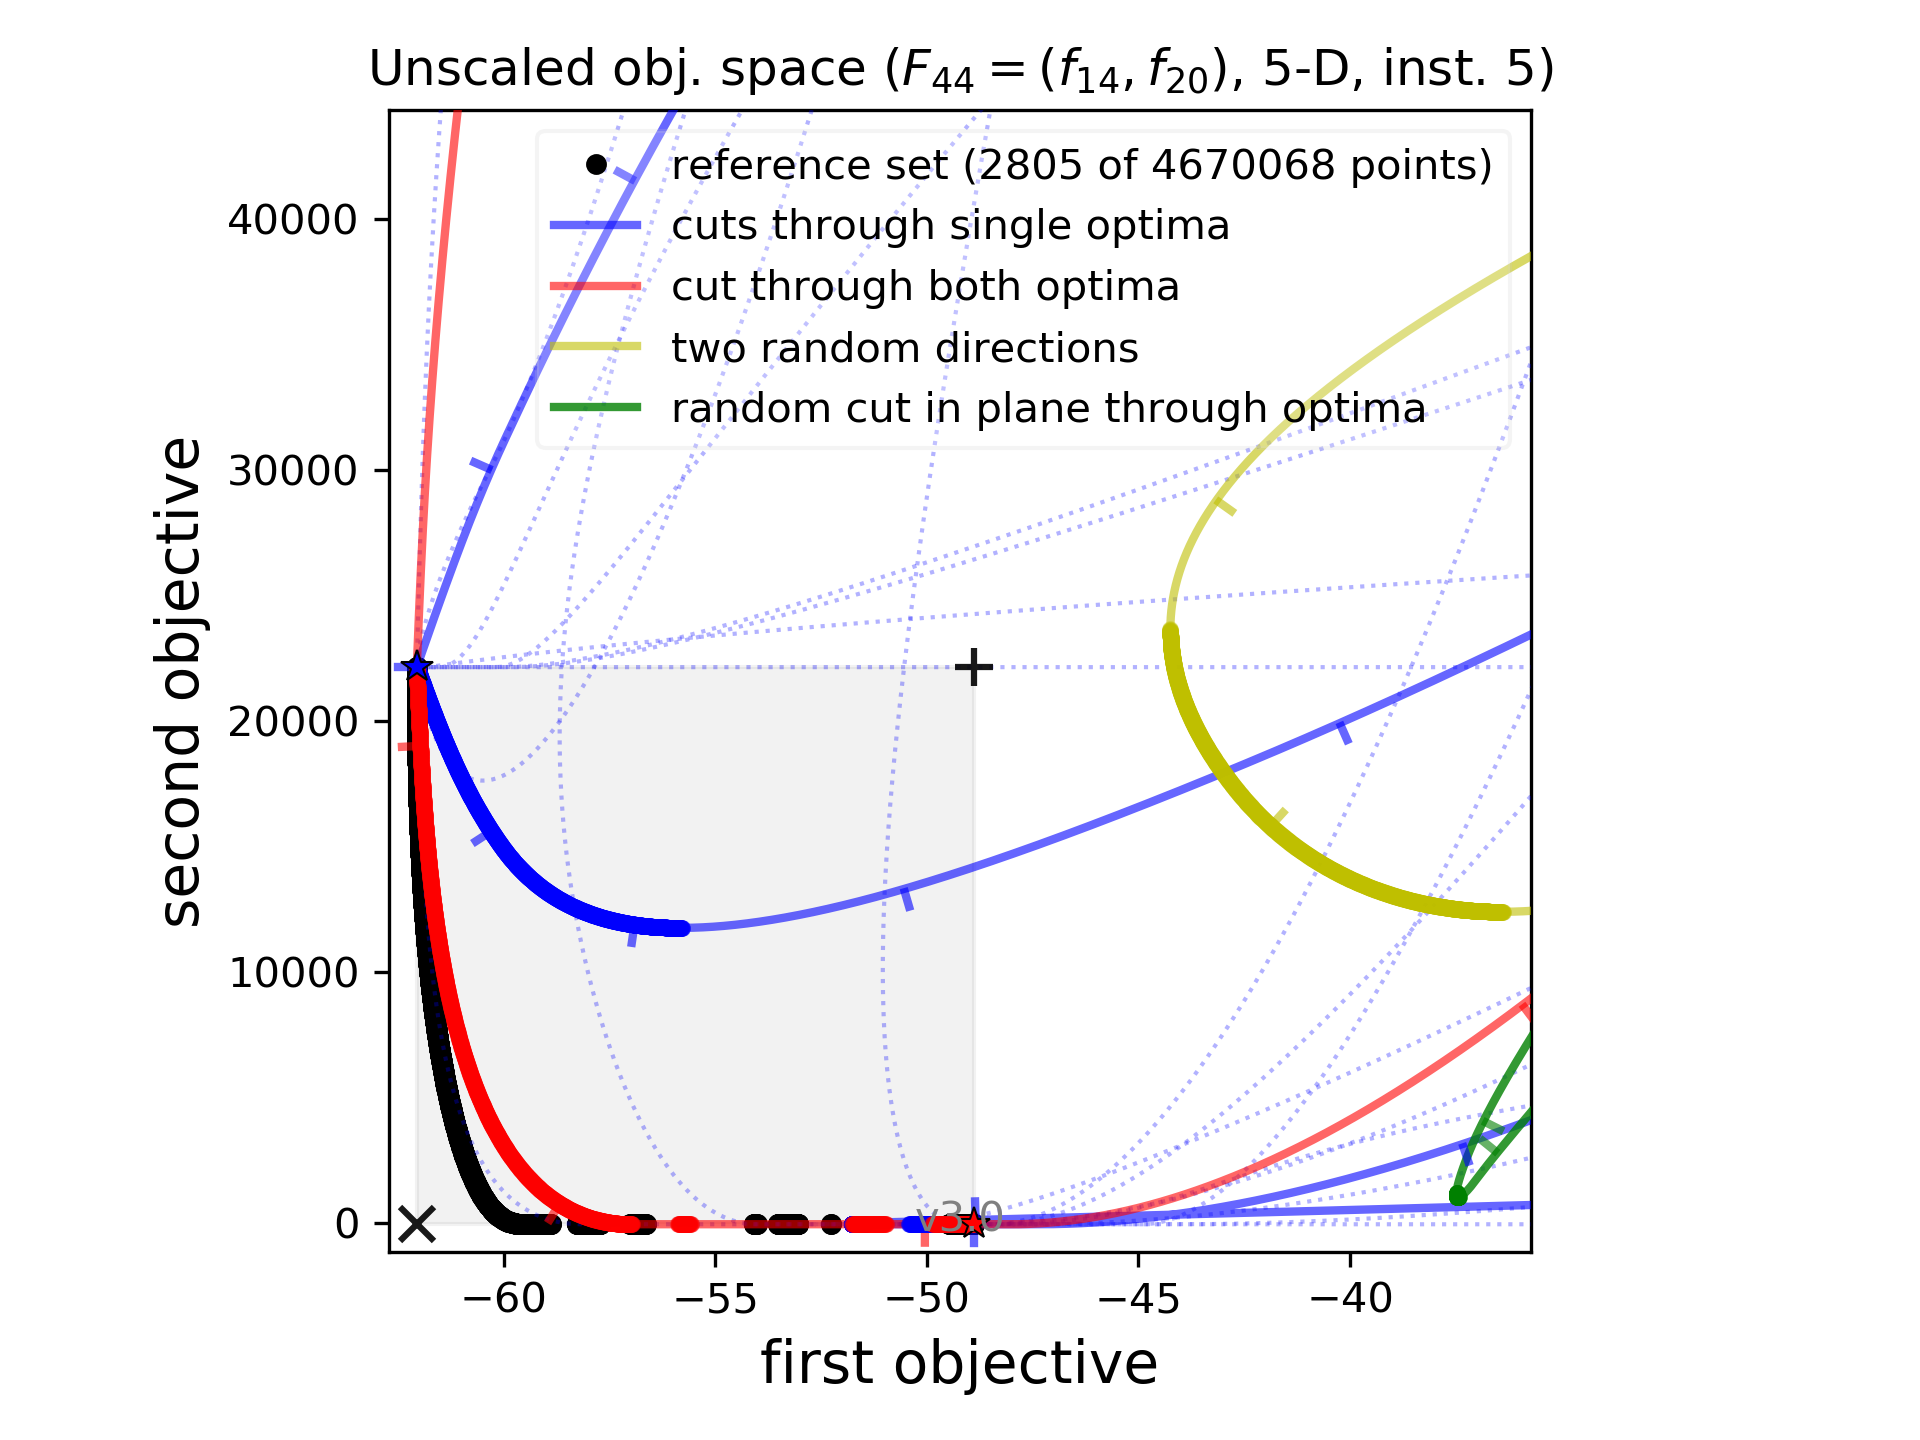 Unscaled obj. space (F₄₄ = (f₁₄, f₂₀), 5-D, inst. 5)
reference set (2805 of 4670068 points)
cuts through single optima
cut through both optima
two random directions
random cut in plane through optima
second objective
40000
30000
20000
10000
0
v3.0
−60
−55
−50
−45
−40
first objective